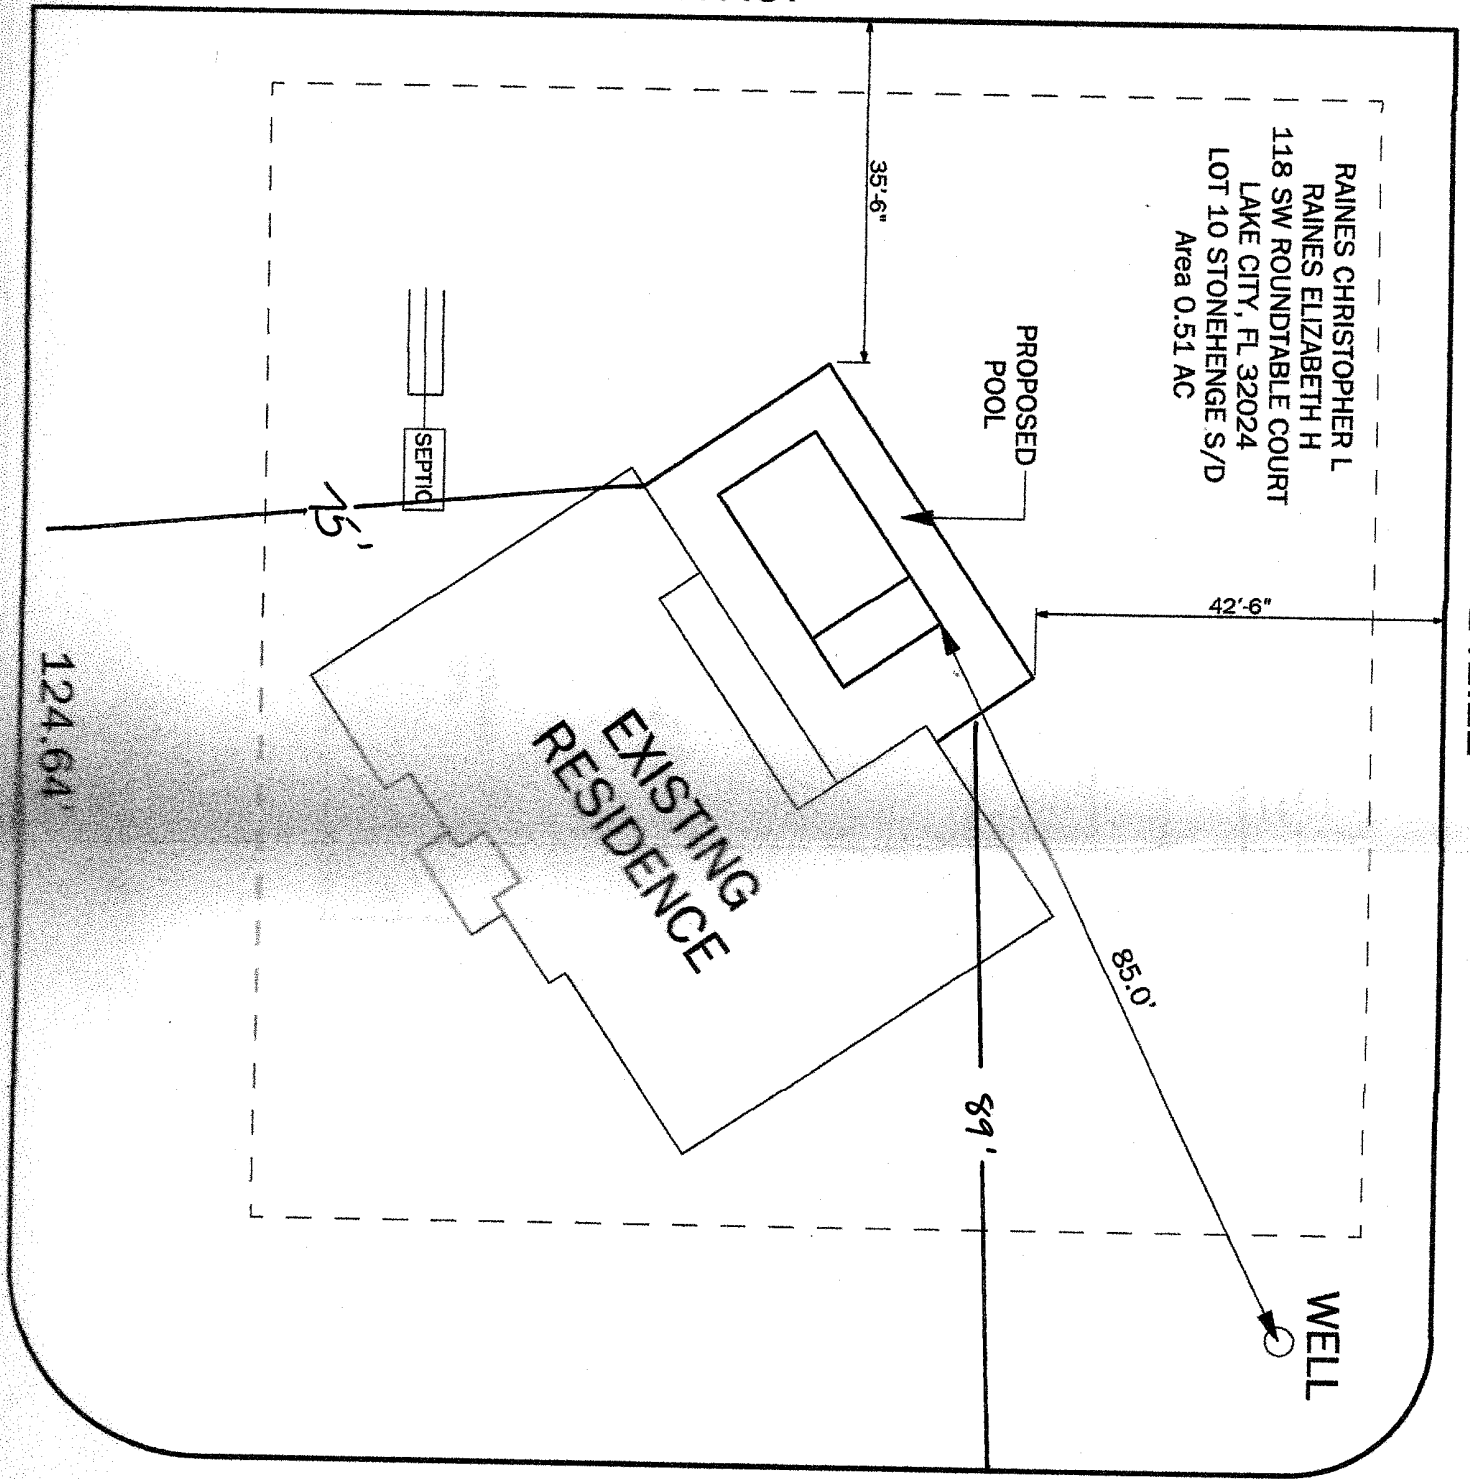 RAINES CHRISTOPHER L
RAINES ELIZABETH H
118 SW ROUNDTABLE COURT
LAKE CITY, FL 32024
LOT 10 STONEHENGE S/D
Area 0.51 AC
35'-6"
PROPOSED
POOL
42'-6"
SEPTIC
75'
EXISTING
RESIDENCE
124.64'
85.0'
89'
WELL